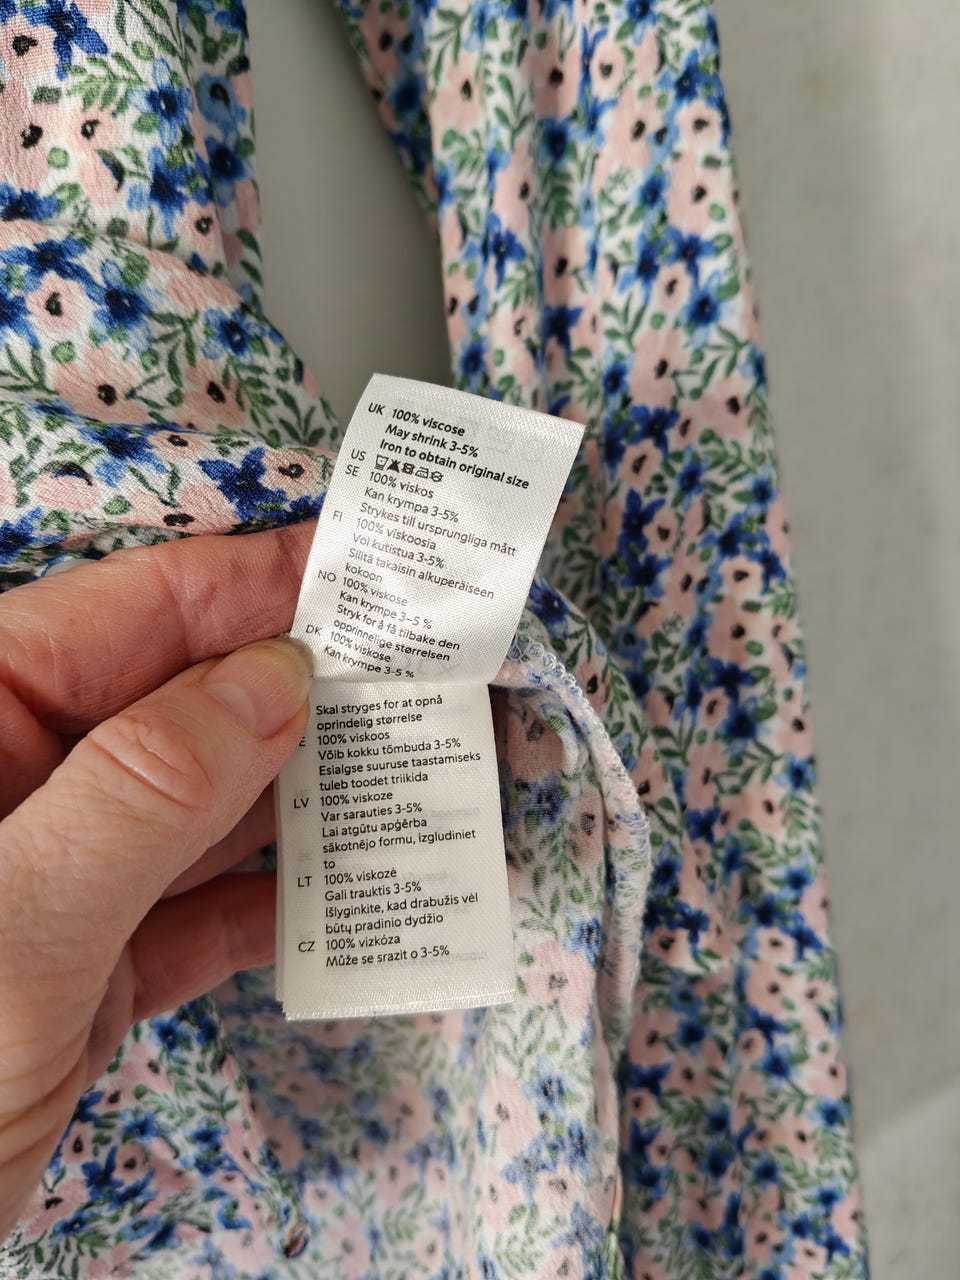 UK 100% viscose
May shrink 3-5%
Iron to obtain original size
US
SE 100% viskos
Kan krympa 3-5%
Strykes till ursprungliga mått
FI 100% viskoosia
Voi kutistua 3-5%
Silitä takaisin alkuperäiseen
kokoon
NO 100% viskose
Kan krympe 3-5 %
Stryk for å få tilbake den
opprinnelige størrelsen
DK 100% viskose
Kan krympe 3-5 %
Skal stryges for at opnå
oprindelig størrelse
E 100% viskoos
Võib kokku tõmbuda 3-5%
Esialgse suuruse taastamiseks
tuleb toodet triikida
LV 100% viskoze
Var sarauties 3-5%
Lai atgūtu apģērba
sākotnējo formu, izgludiniet
to
LT 100% viskozė
Gali trauktis 3-5%
Išlyginkite, kad drabužis vėl
būtų pradinio dydžio
CZ 100% vizkóza
Může se srazit o 3-5%